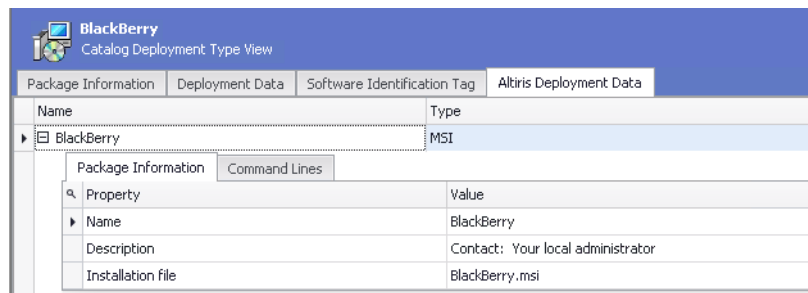 BlackBerry
Catalog Deployment Type View
Package Information Deployment Data Software Identification Tag Altiris Deployment Data
Name Type
BlackBerry MSI
Package Information Command Lines
Property Value
Name BlackBerry
Description Contact: Your local administrator
Installation file BlackBerry.msi